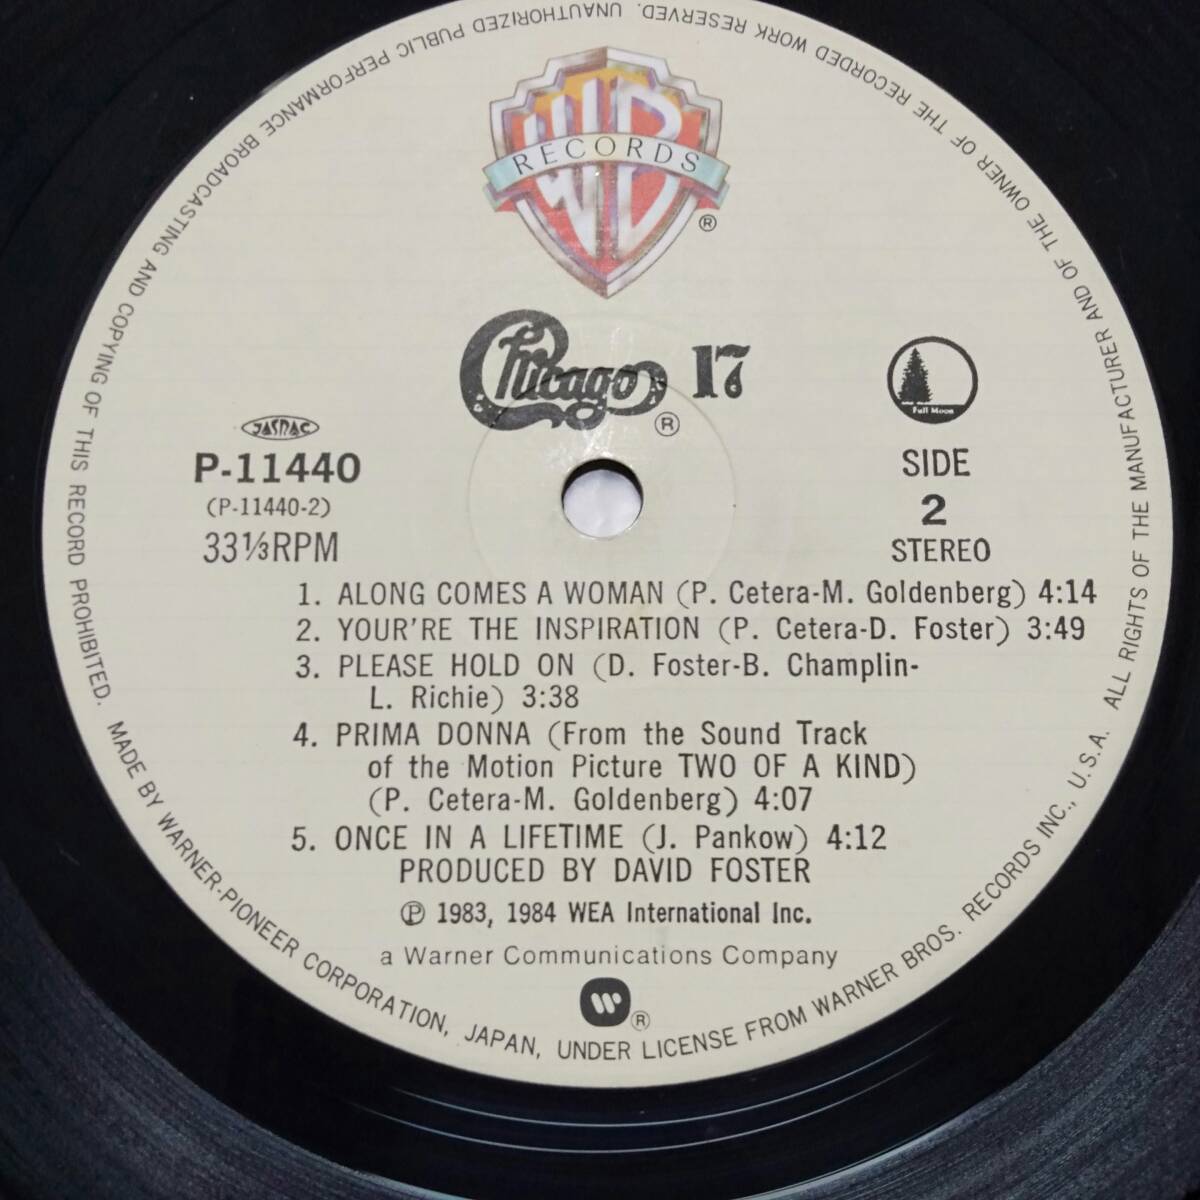 WB
RECORDS
®
Chicago 17
®
Full Moon
JASRAC
P-11440
(P-11440-2)
33⅓RPM
SIDE
2
STEREO
1. ALONG COMES A WOMAN (P. Cetera-M. Goldenberg) 4:14
2. YOUR'RE THE INSPIRATION (P. Cetera-D. Foster) 3:49
3. PLEASE HOLD ON (D. Foster-B. Champlin-
L. Richie) 3:38
4. PRIMA DONNA (From the Sound Track
of the Motion Picture TWO OF A KIND)
(P. Cetera-M. Goldenberg) 4:07
5. ONCE IN A LIFETIME (J. Pankow) 4:12
PRODUCED BY DAVID FOSTER
℗ 1983, 1984 WEA International Inc.
a Warner Communications Company
®
MADE BY WARNER-PIONEER CORPORATION, JAPAN, UNDER LICENSE FROM WARNER BROS. RECORDS INC., U.S.A. ALL RIGHTS OF THE MANUFACTURER AND OF THE OWNER OF THE RECORDED WORK RESERVED. UNAUTHORIZED PUBLIC PERFORMANCE BROADCASTING AND COPYING OF THIS RECORD PROHIBITED.